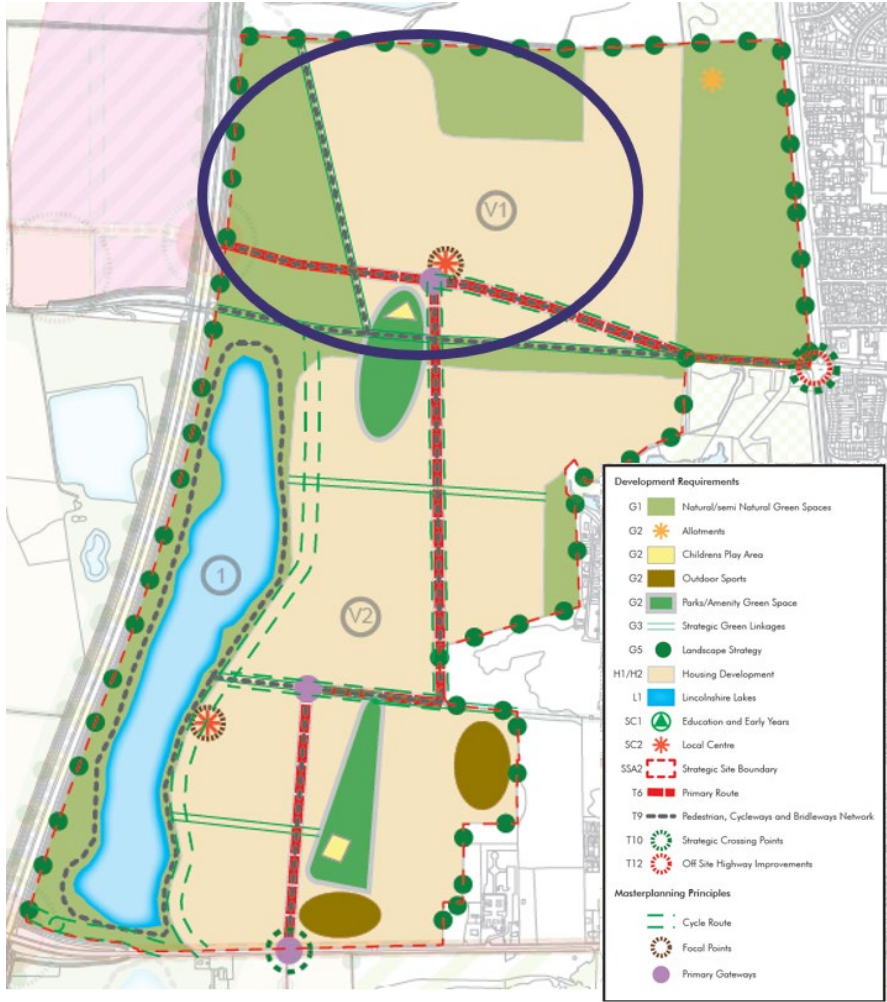 V1
1
V2
Development Requirements
G1 Natural/semi Natural Green Spaces
G2 Allotments
G2 Childrens Play Area
G2 Outdoor Sports
G2 Parks/Amenity Green Space
G3 Strategic Green Linkages
G5 Landscape Strategy
H1/H2 Housing Development
L1 Lincolnshire Lakes
SC1 Education and Early Years
SC2 Local Centre
SSA2 Strategic Site Boundary
T6 Primary Route
T9 Pedestrian, Cycleways and Bridleways Network
T10 Strategic Crossing Points
T12 Off Site Highway Improvements
Masterplanning Principles
Cycle Route
Focal Points
Primary Gateways